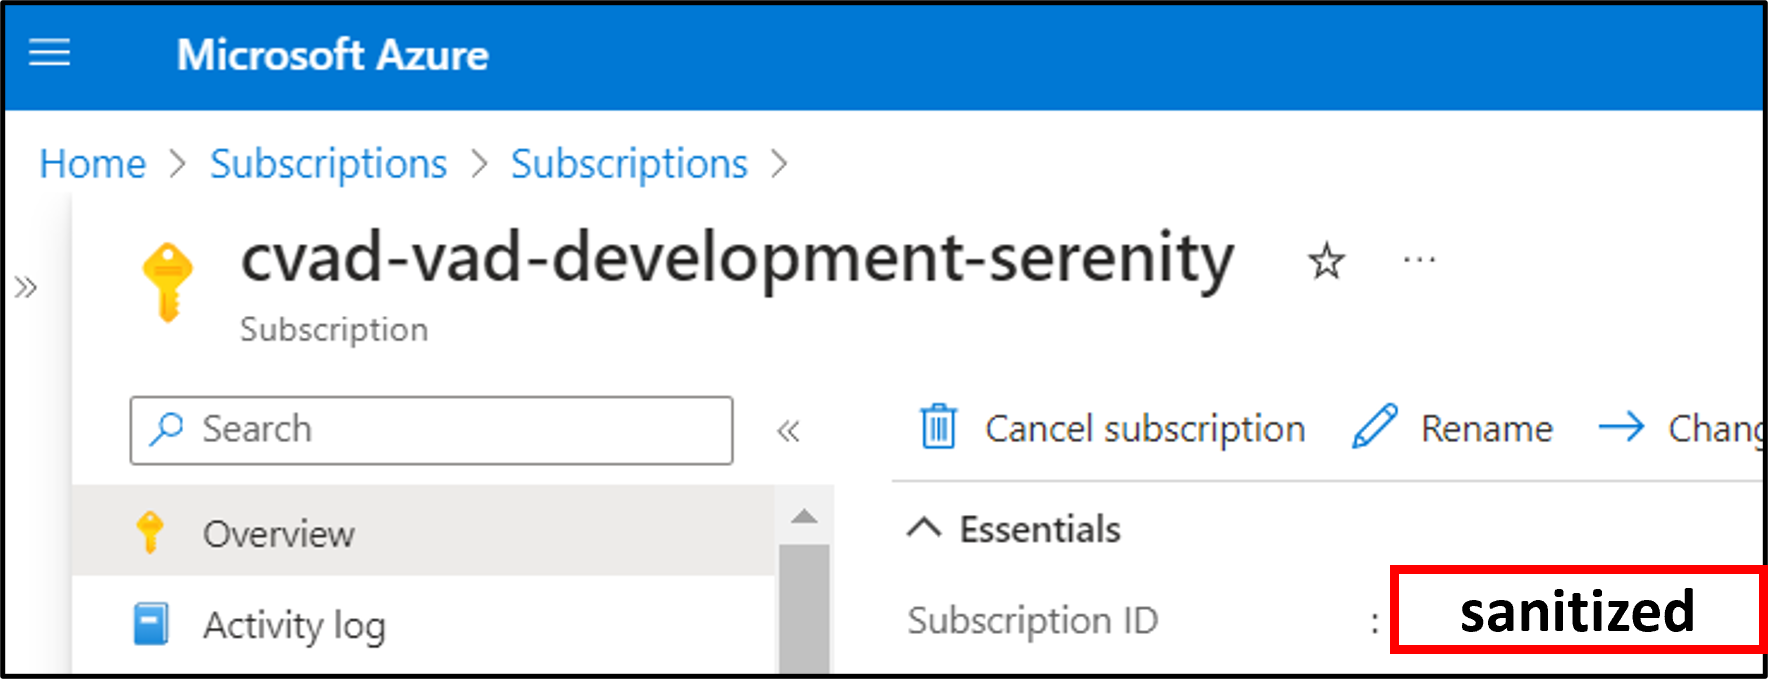 Microsoft Azure
Home > Subscriptions > Subscriptions >
cvad-vad-development-serenity
Subscription
Search
Cancel subscription
Rename
Overview
Essentials
Activity log
Subscription ID : sanitized